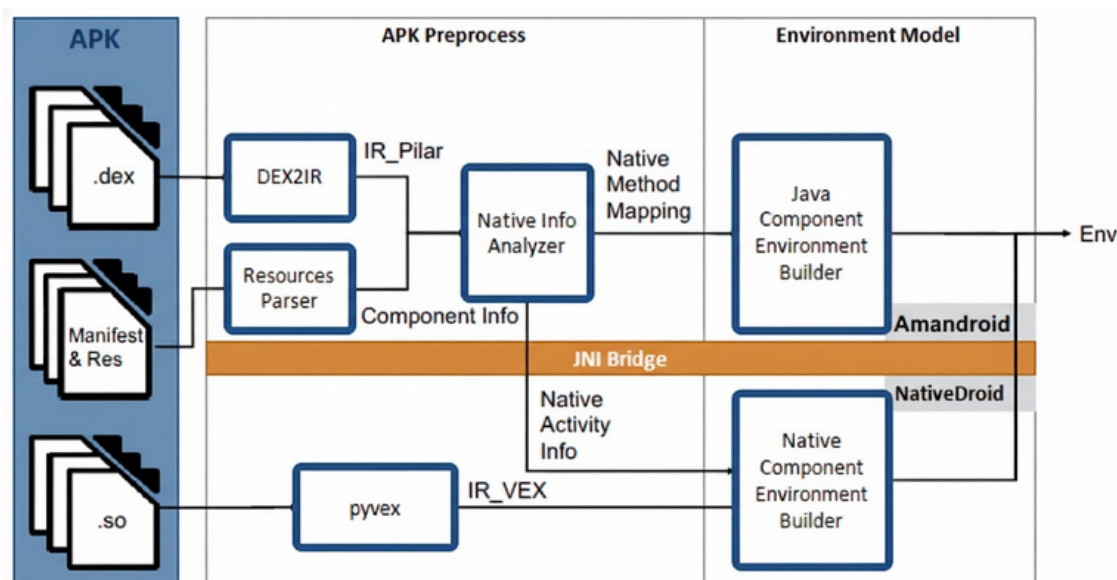 APK
APK Preprocess
Environment Model
.dex
DEX2IR
IR_Pilar
Native Info
Analyzer
Native
Method
Mapping
Java
Component
Environment
Builder
Env
Manifest
& Res
Resources
Parser
Component Info
Amandroid
JNI Bridge
NativeDroid
Native
Activity
Info
.so
pyvex
IR_VEX
Native
Component
Environment
Builder